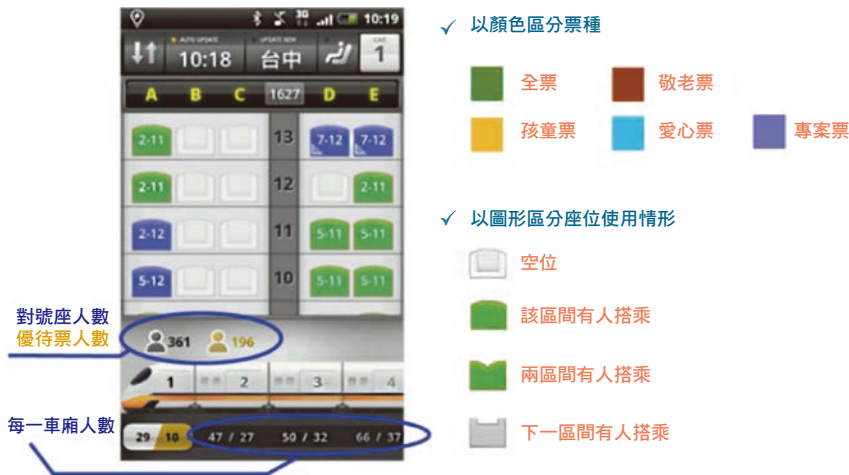 3G 10:19
AUTO UPDATE
10:18
UPDATE NOW
台中
CAR
1
A B C 1627 D E
2-11 13 7-12 7-12
2-11 12 2-11
2-12 11 5-11 5-11
5-12 10 5-11 5-11
361 196
1 2 3 4
29 10 47 / 27 50 / 32 66 / 37
對號座人數
優待票人數
每一車廂人數
✓ 以顏色區分票種
全票 敬老票
孩童票 愛心票 專案票
✓ 以圖形區分座位使用情形
空位
該區間有人搭乘
兩區間有人搭乘
下一區間有人搭乘